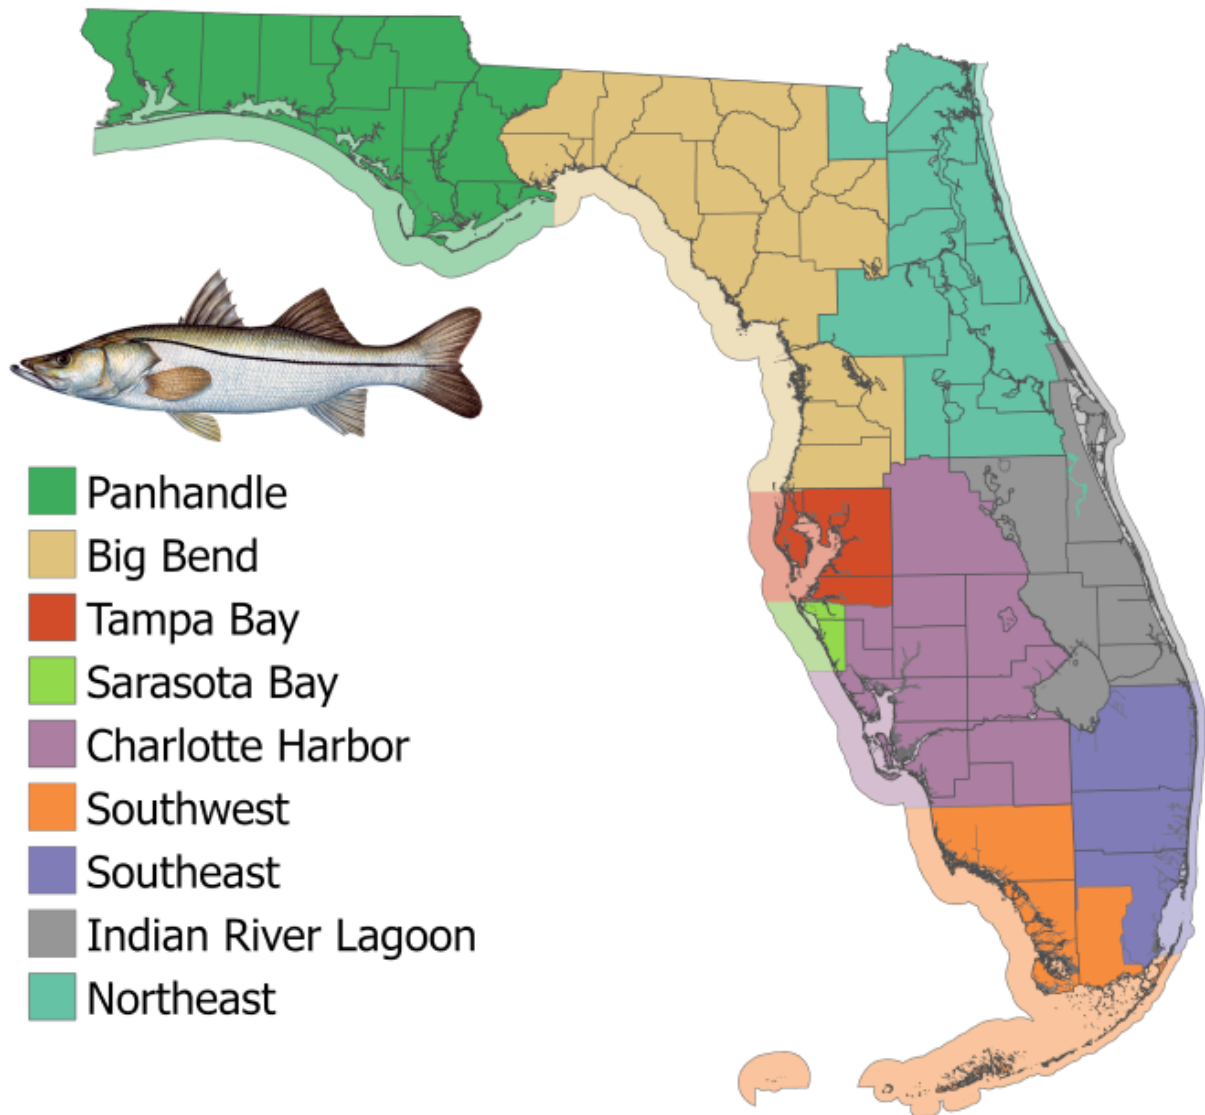 Panhandle
Big Bend
Tampa Bay
Sarasota Bay
Charlotte Harbor
Southwest
Southeast
Indian River Lagoon
Northeast